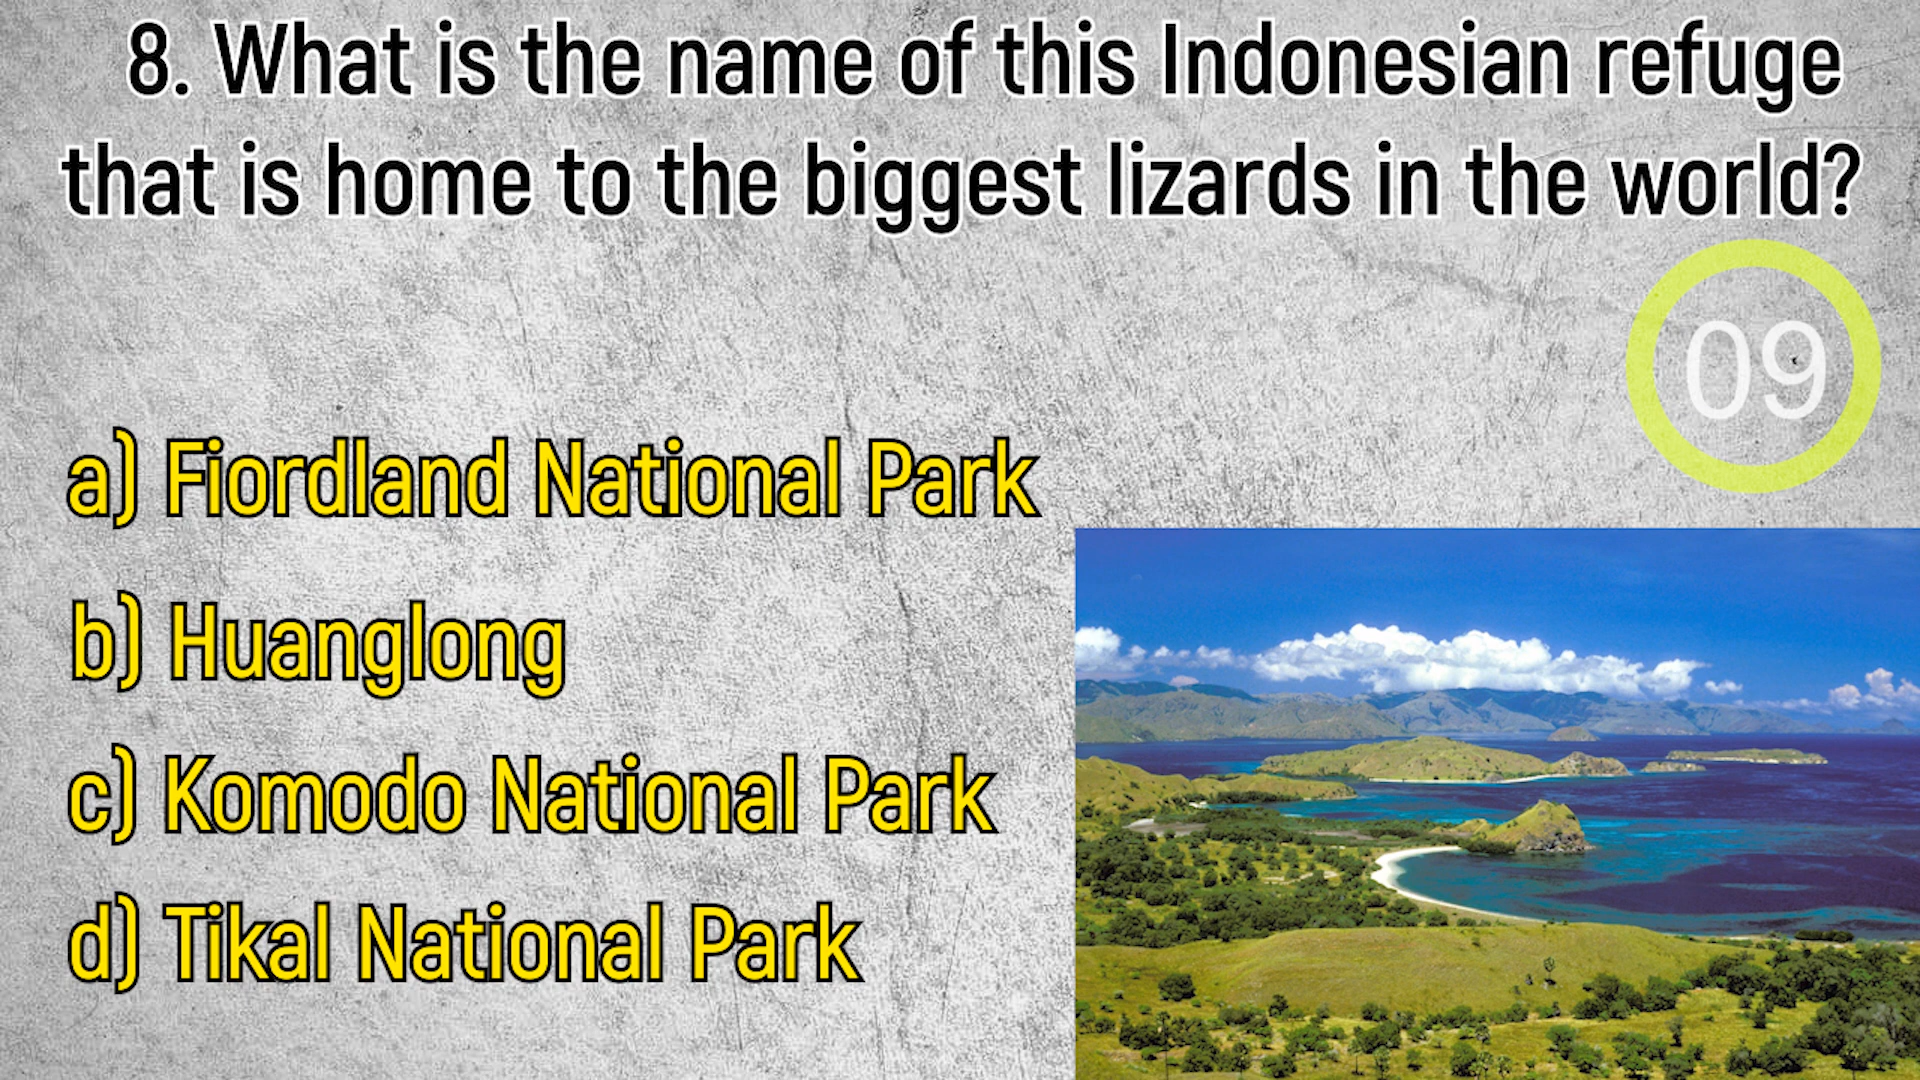 8. What is the name of this Indonesian refuge
that is home to the biggest lizards in the world?
09
a) Fiordland National Park
b) Huanglong
c) Komodo National Park
d) Tikal National Park